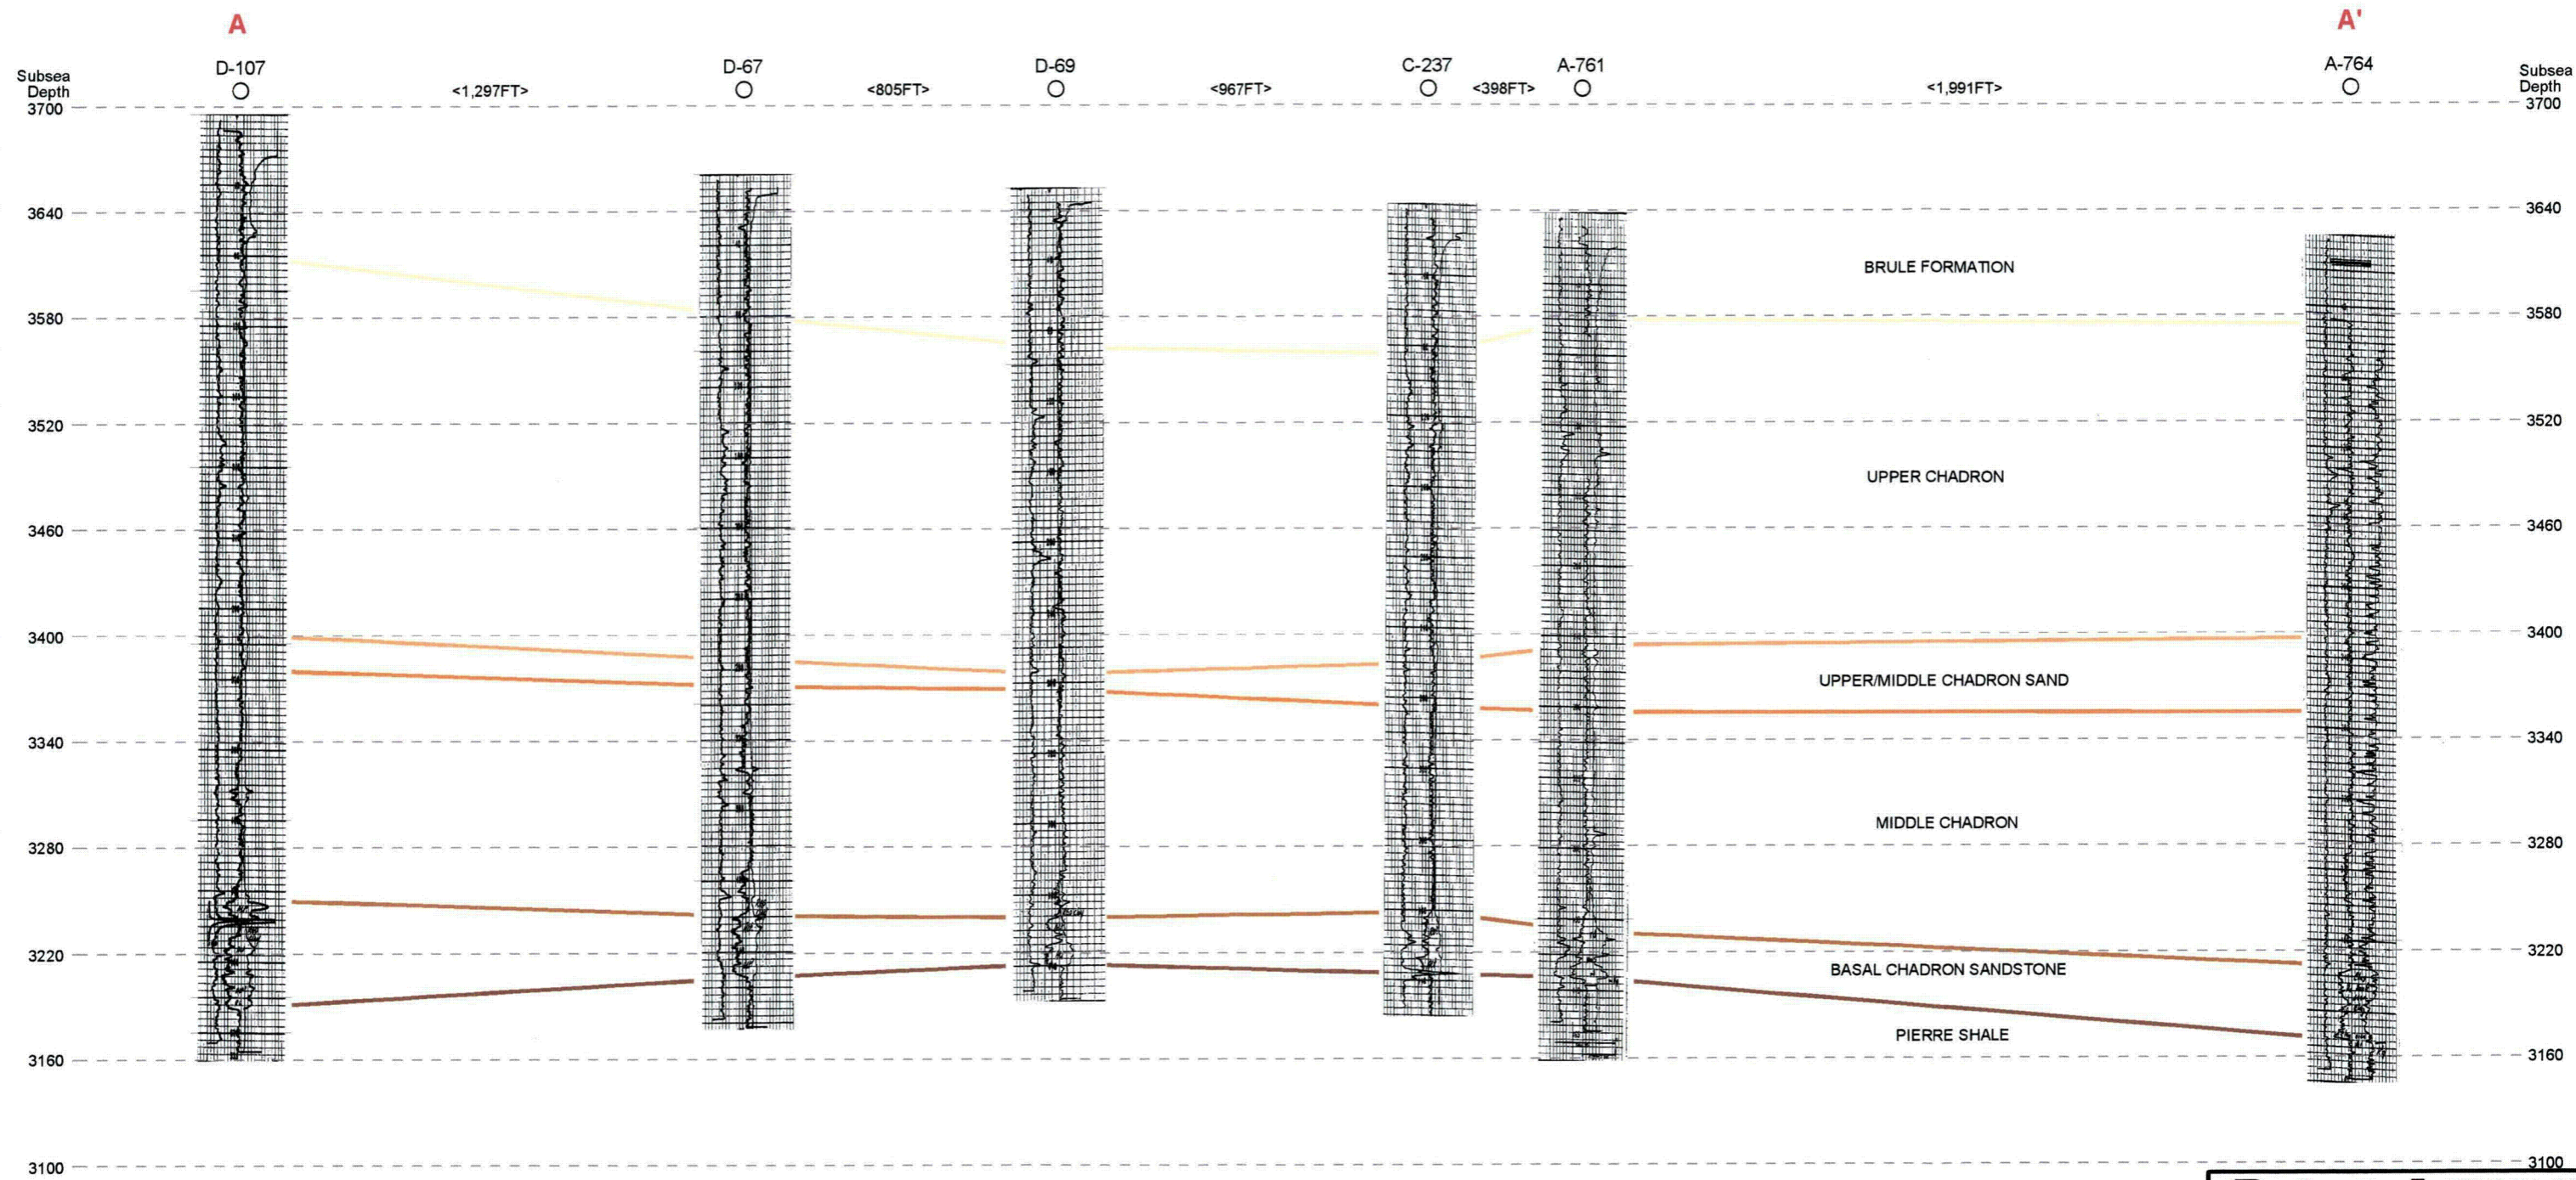 A A'
D-107 D-67 D-69 C-237 A-761 A-764
Subsea Depth <1,297FT> <805FT> <967FT> <398FT> <1,991FT> Subsea Depth
3700 3700
3640 3640
BRULE FORMATION
3580 3580
3520 3520
UPPER CHADRON
3460 3460
3400 3400
UPPER/MIDDLE CHADRON SAND
3340 3340
MIDDLE CHADRON
3280 3280
3220 3220
BASAL CHADRON SANDSTONE
PIERRE SHALE
3160 3160
3100 3100